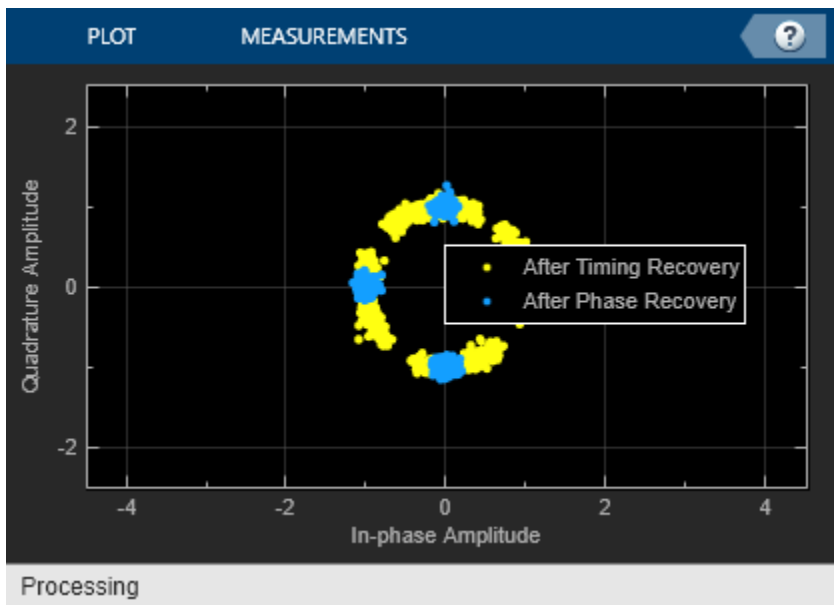 PLOT MEASUREMENTS ?
2
0
-2
Quadrature Amplitude
After Timing Recovery
After Phase Recovery
-4 -2 0 2 4
In-phase Amplitude
Processing